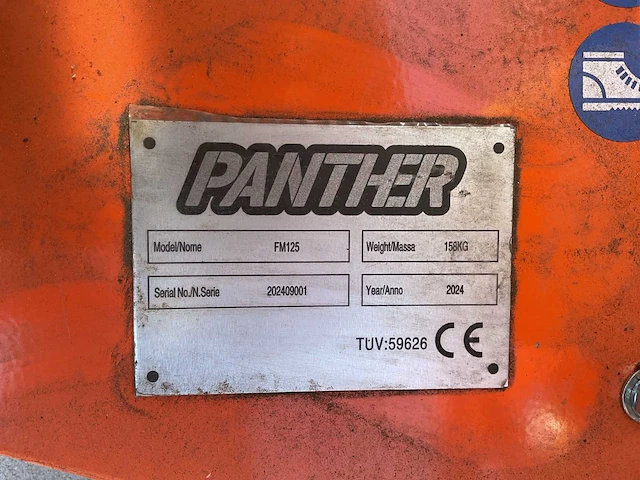 PANTHER
Model/Nome FM125 Weight/Massa 158KG
Serial No./N.Serie 202409001 Year/Anno 2024
TUV:59626 CE